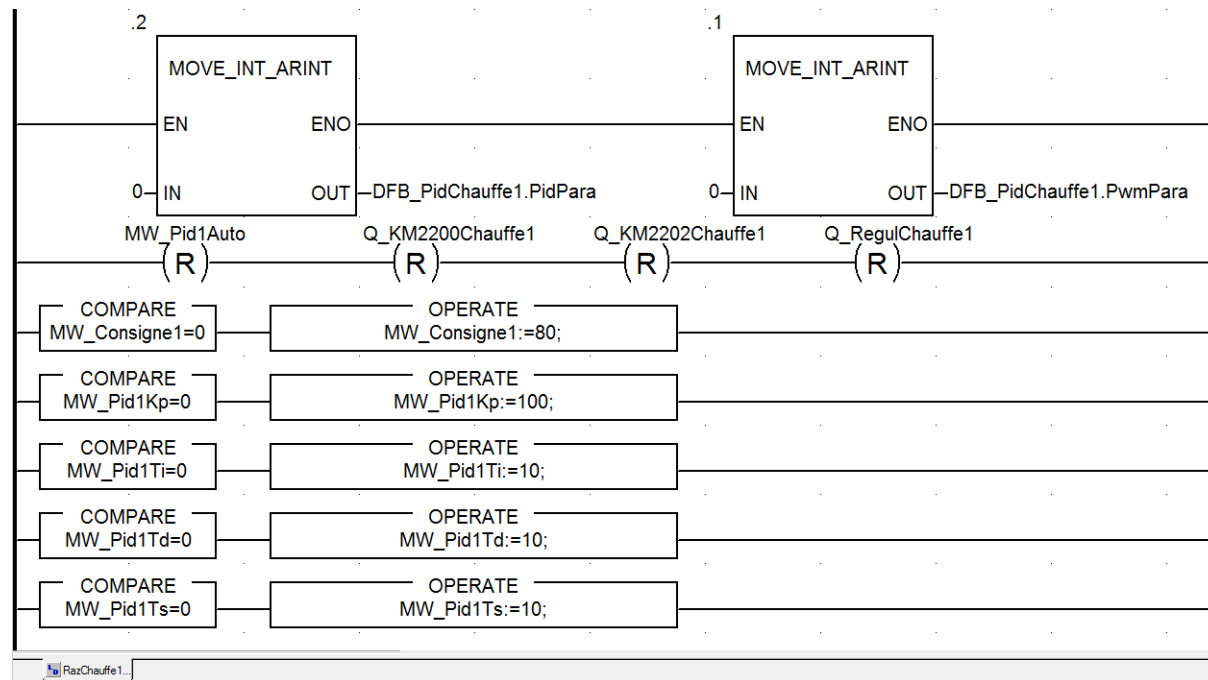 .2 .1
MOVE_INT_ARINT MOVE_INT_ARINT
EN ENO EN ENO
0 IN OUT DFB_PidChauffe1.PidPara 0 IN OUT DFB_PidChauffe1.PwmPara
MW_Pid1Auto Q_KM2200Chauffe1 Q_KM2202Chauffe1 Q_RegulChauffe1
R R R R
COMPARE OPERATE
MW_Consigne1=0 MW_Consigne1:=80;
COMPARE OPERATE
MW_Pid1Kp=0 MW_Pid1Kp:=100;
COMPARE OPERATE
MW_Pid1Ti=0 MW_Pid1Ti:=10;
COMPARE OPERATE
MW_Pid1Td=0 MW_Pid1Td:=10;
COMPARE OPERATE
MW_Pid1Ts=0 MW_Pid1Ts:=10;
RazChauffe1...